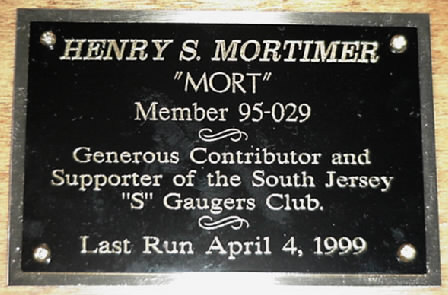 HENRY S. MORTIMER
"MORT"
Member 95-029
Generous Contributor and
Supporter of the South Jersey
"S" Gaugers Club.
Last Run April 4, 1999